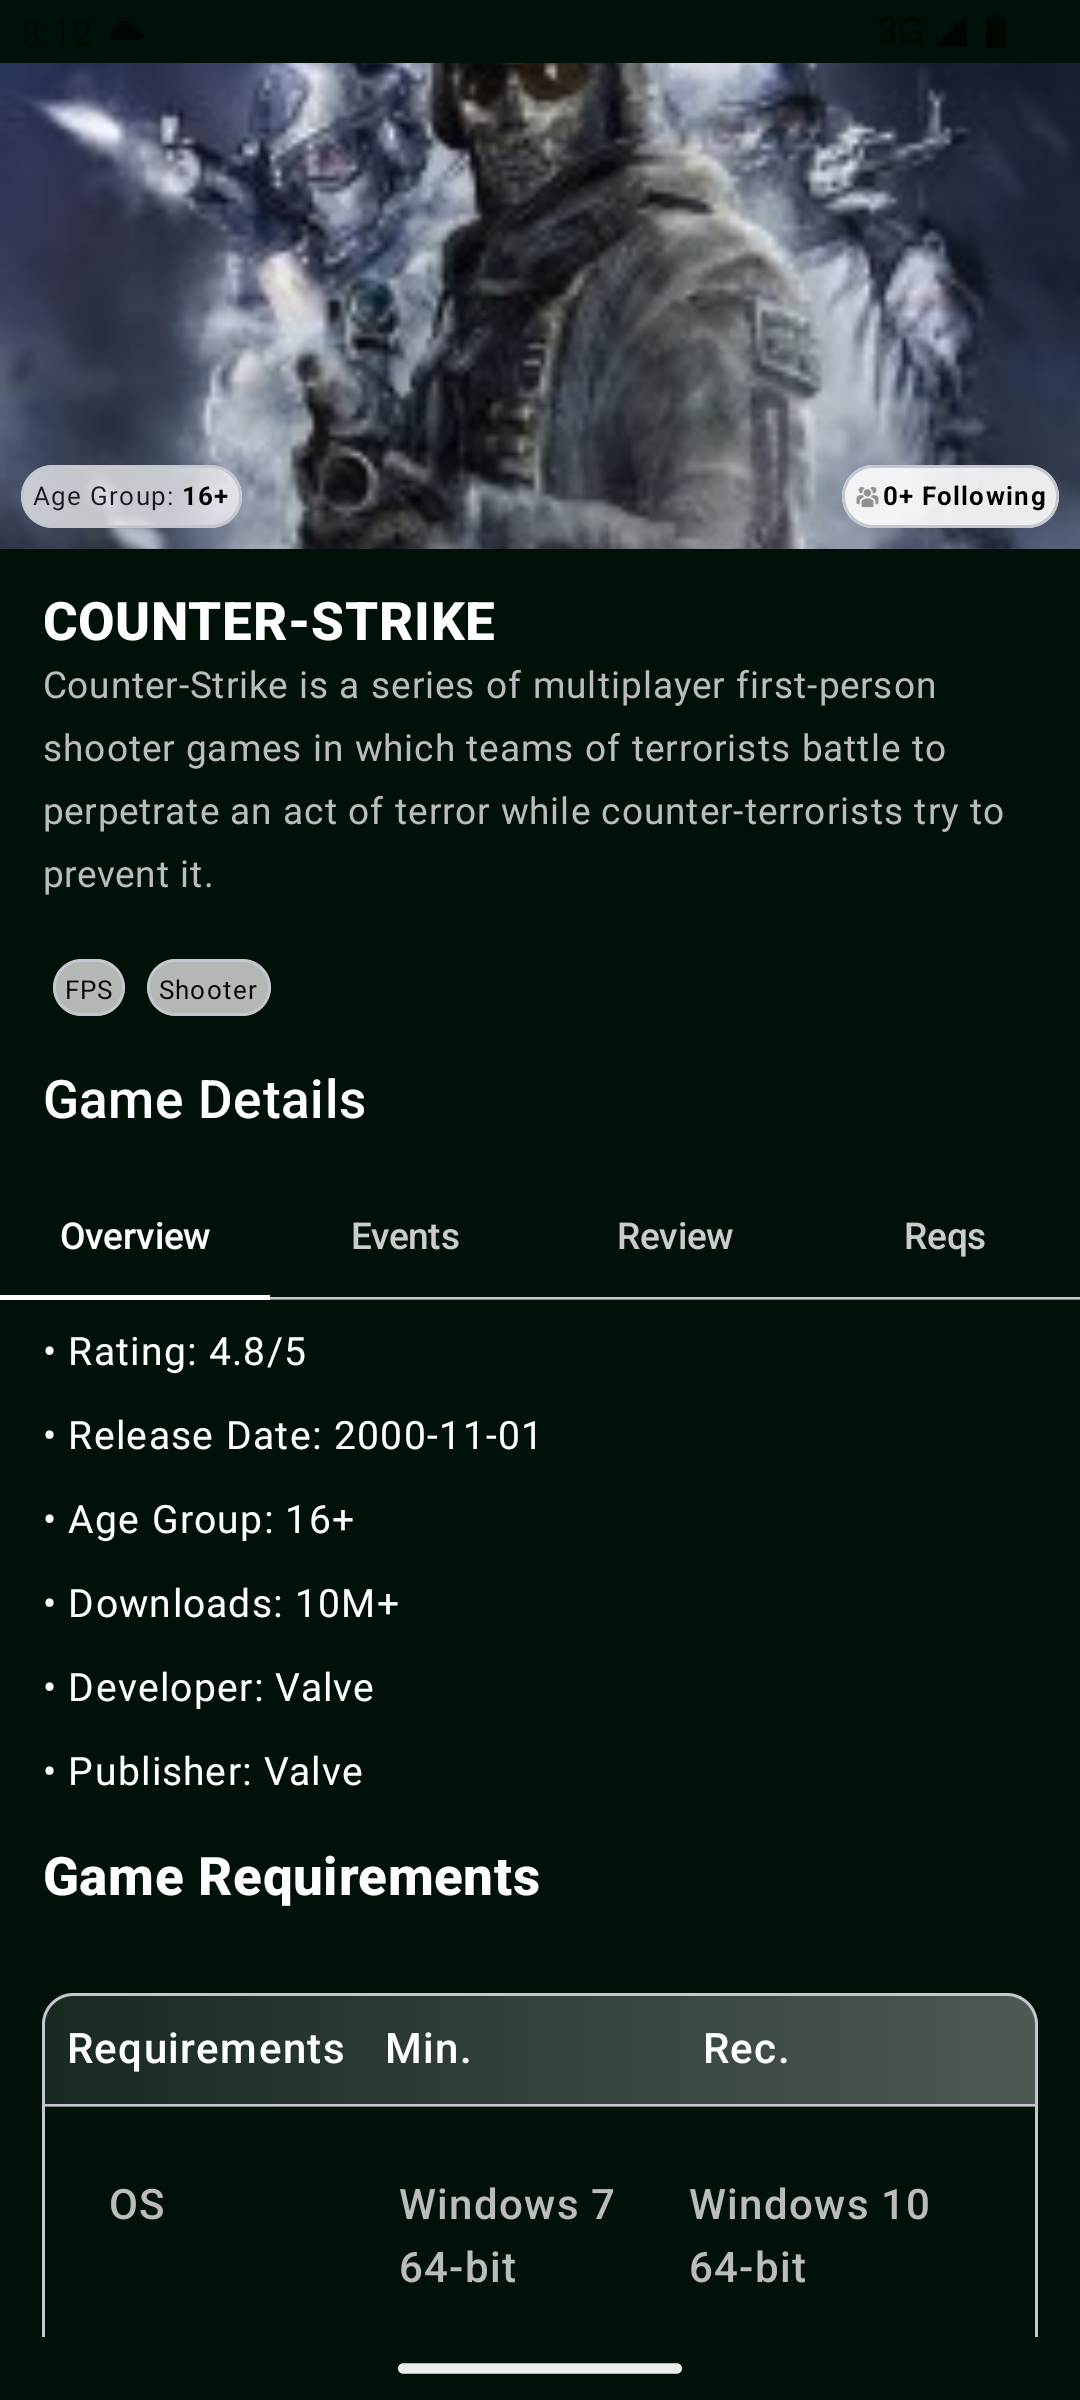 3:12 3G
Age Group: 16+ 0+ Following
COUNTER-STRIKE
Counter-Strike is a series of multiplayer first-person
shooter games in which teams of terrorists battle to
perpetrate an act of terror while counter-terrorists try to
prevent it.
FPS Shooter
Game Details
Overview Events Review Reqs
• Rating: 4.8/5
• Release Date: 2000-11-01
• Age Group: 16+
• Downloads: 10M+
• Developer: Valve
• Publisher: Valve
Game Requirements
Requirements Min. Rec.
OS Windows 7 Windows 10
64-bit 64-bit